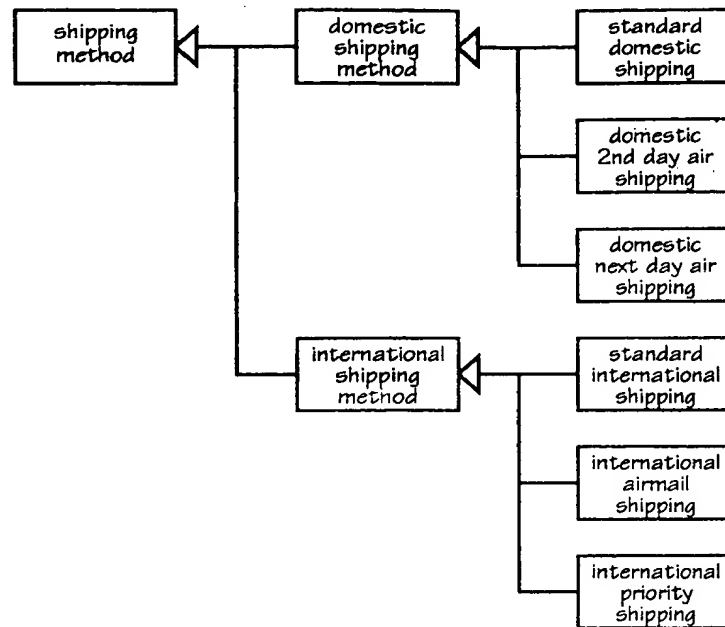 shipping
method
domestic
shipping
method
standard
domestic
shipping
domestic
2nd day air
shipping
domestic
next day air
shipping
international
shipping
method
standard
international
shipping
international
airmail
shipping
international
priority
shipping